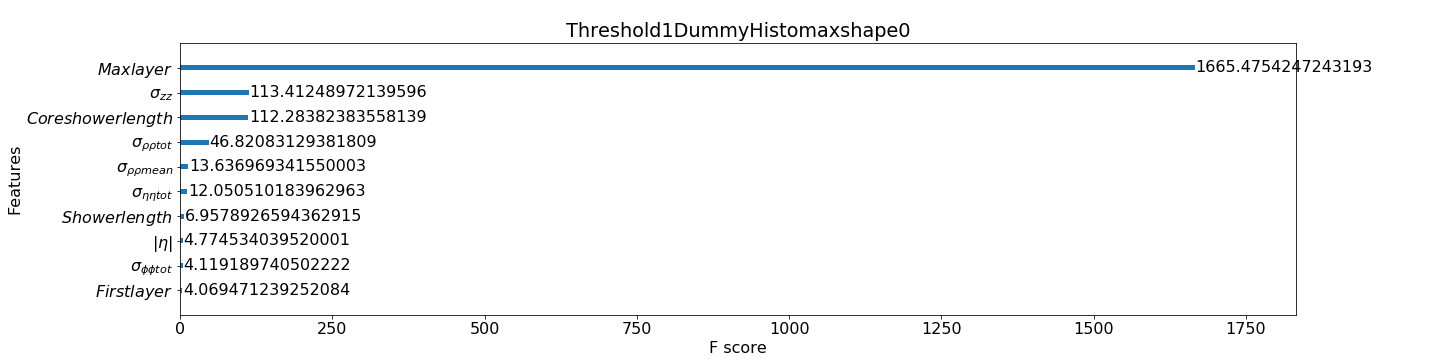 Threshold1DummyHistomaxshape0
Maxlayer 1665.4754247243193
σzz 113.41248972139596
Coreshowerlength 112.28382383558139
σρρtot 46.82083129381809
σρρmean 13.636969341550003
σηηtot 12.050510183962963
Showerlength 6.9578926594362915
|η| 4.774534039520001
σϕϕtot 4.119189740502222
Firstlayer 4.069471239252084
Features
0 250 500 750 1000 1250 1500 1750
F score